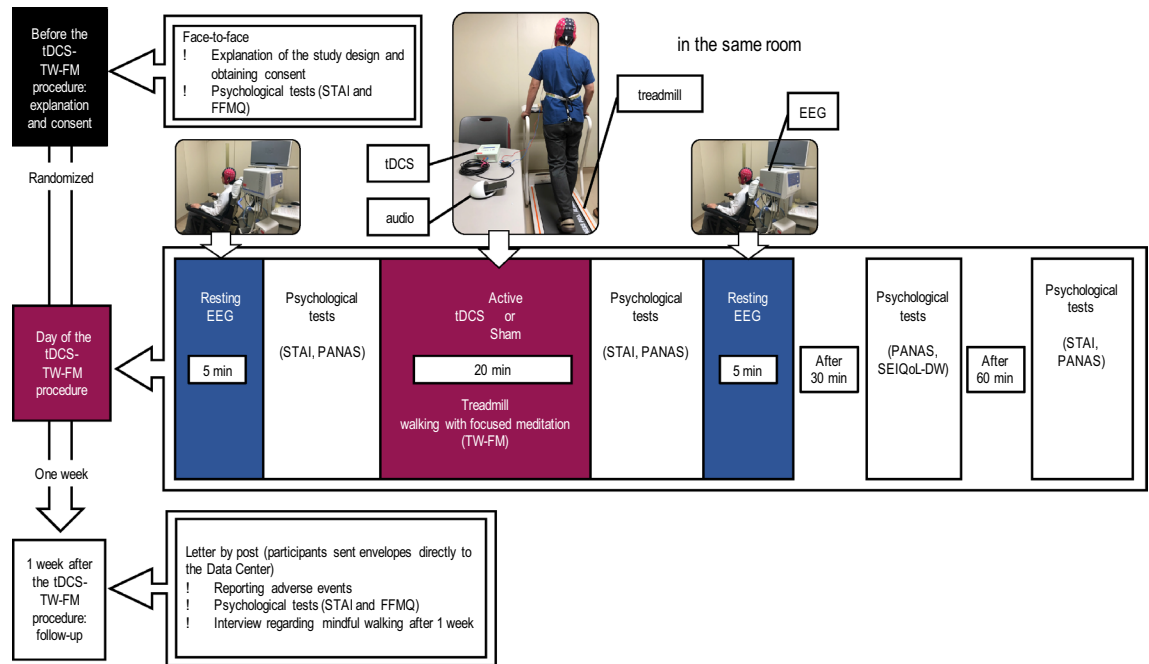 Before the
tDCS-
TW-FM
procedure:
explanation
and consent
Face-to-face
! Explanation of the study design and
obtaining consent
! Psychological tests (STAI and
FFMQ)
in the same room
treadmill
EEG
tDCS
audio
Randomized
Day of the
tDCS-
TW-FM
procedure
Resting
EEG
5 min
Psychological
tests
(STAI, PANAS)
Active
tDCS or
Sham
20 min
Treadmill
walking with focused meditation
(TW-FM)
Psychological
tests
(STAI, PANAS)
Resting
EEG
5 min
After
30 min
Psychological
tests
(PANAS,
SEIQoL-DW)
After
60 min
Psychological
tests
(STAI,
PANAS)
One week
1 week after
the tDCS-
TW-FM
procedure:
follow-up
Letter by post (participants sent envelopes directly to
the Data Center)
! Reporting adverse events
! Psychological tests (STAI and FFMQ)
! Interview regarding mindful walking after 1 week